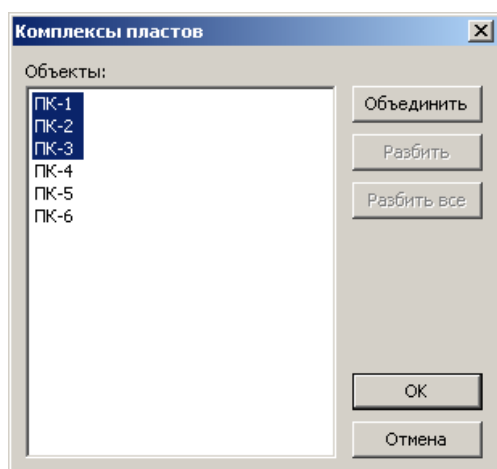 Комплексы пластов
Объекты:
ПК-1
ПК-2
ПК-3
ПК-4
ПК-5
ПК-6
Объединить
Разбить
Разбить все
ОК
Отмена